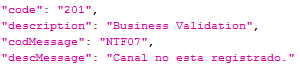 "code": "201",
"description": "Business Validation",
"codMessage": "NTF07",
"descMessage": "Canal no esta registrado."